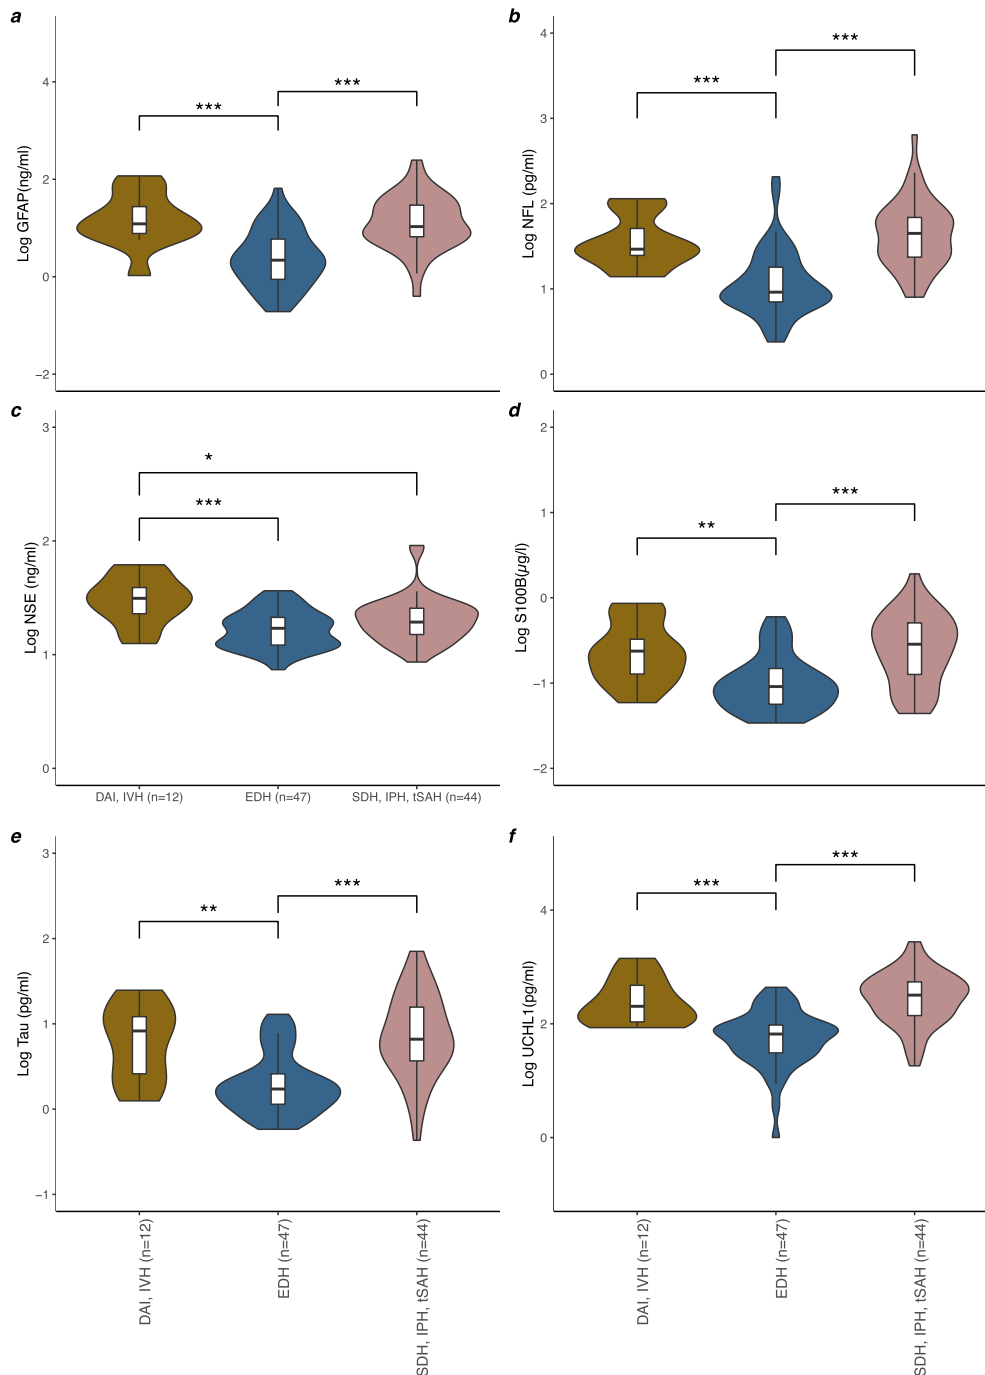 a
Log GFAP(ng/ml)
4
2
0
−2
***
***
b
Log NFL (pg/ml)
4
3
2
1
0
***
***
c
Log NSE (ng/ml)
3
2
1
0
*
***
DAI, IVH (n=12)
EDH (n=47)
SDH, IPH, tSAH (n=44)
d
Log S100B(µg/l)
2
1
0
−1
−2
**
***
e
Log Tau (pg/ml)
3
2
1
0
−1
**
***
DAI, IVH (n=12)
EDH (n=47)
SDH, IPH, tSAH (n=44)
f
Log UCHL1(pg/ml)
4
2
0
***
***
DAI, IVH (n=12)
EDH (n=47)
SDH, IPH, tSAH (n=44)